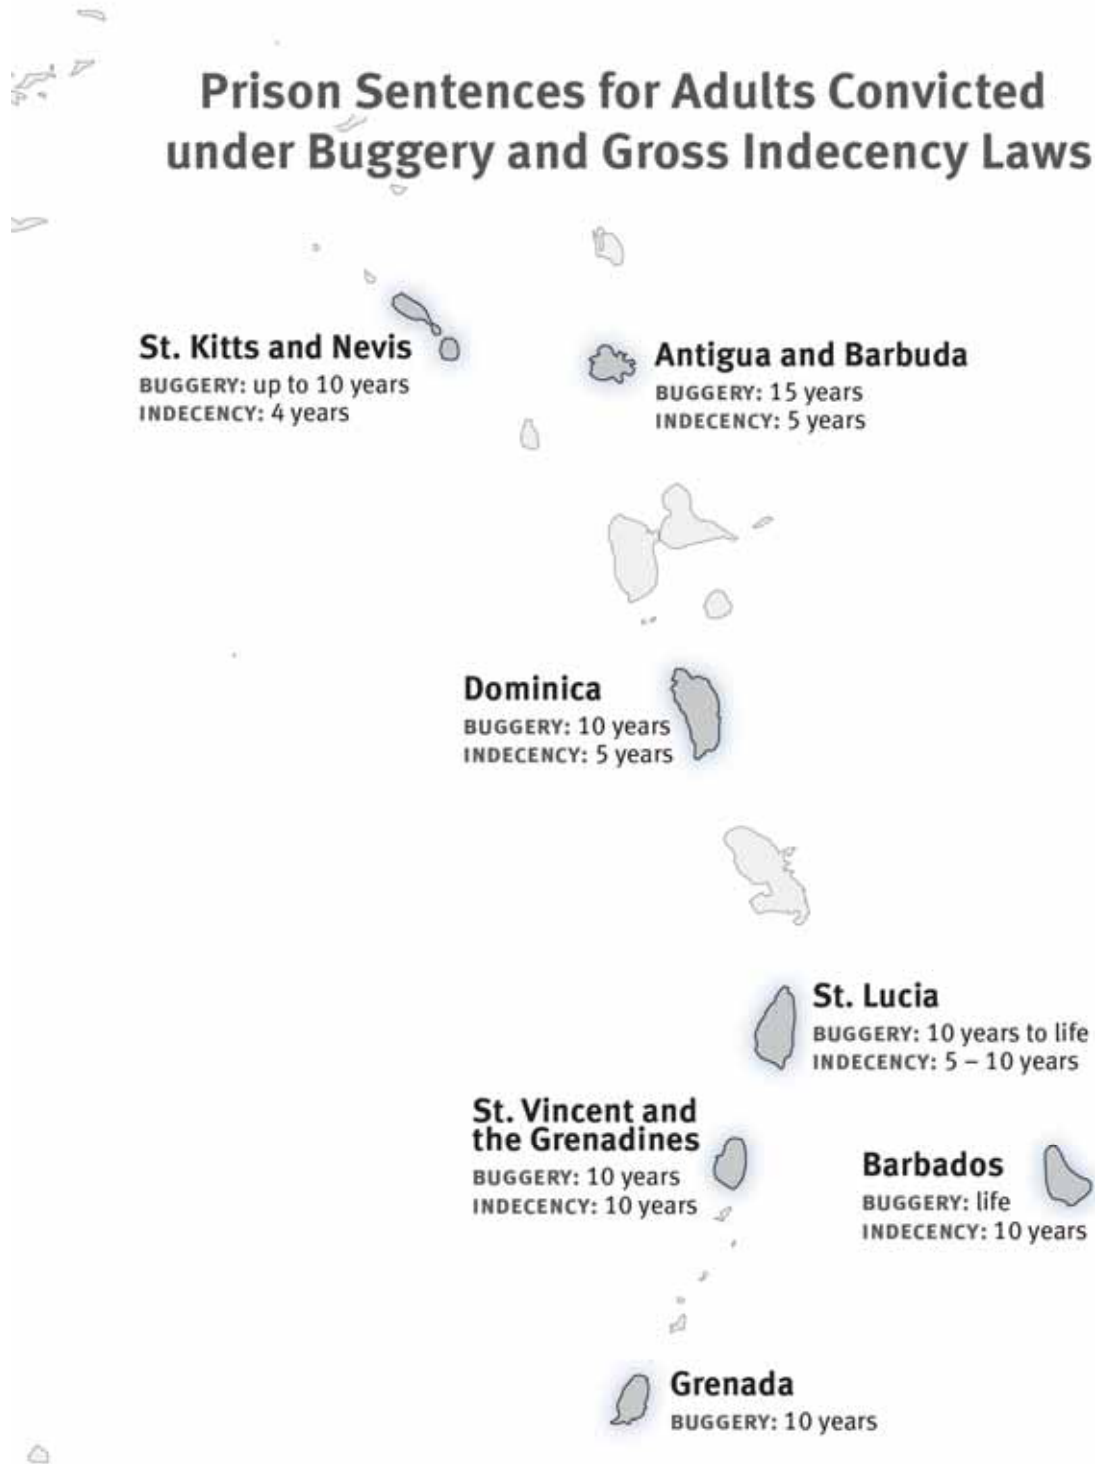 Prison Sentences for Adults Convicted
under Buggery and Gross Indecency Laws
St. Kitts and Nevis
BUGGERY: up to 10 years
INDECENCY: 4 years
Antigua and Barbuda
BUGGERY: 15 years
INDECENCY: 5 years
Dominica
BUGGERY: 10 years
INDECENCY: 5 years
St. Lucia
BUGGERY: 10 years to life
INDECENCY: 5 – 10 years
St. Vincent and
the Grenadines
BUGGERY: 10 years
INDECENCY: 10 years
Barbados
BUGGERY: life
INDECENCY: 10 years
Grenada
BUGGERY: 10 years